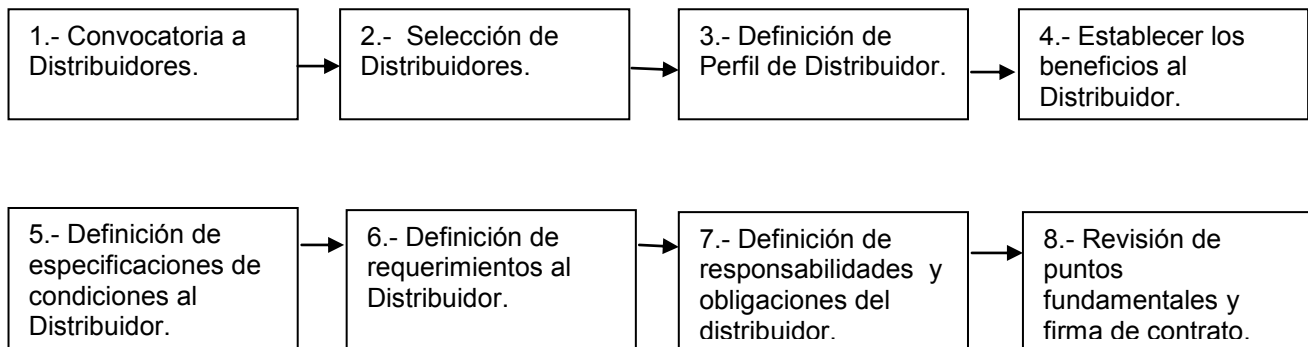 1.- Convocatoria a
Distribuidores.
2.- Selección de
Distribuidores.
3.- Definición de
Perfil de Distribuidor.
4.- Establecer los
beneficios al
Distribuidor.
5.- Definición de
especificaciones de
condiciones al
Distribuidor.
6.- Definición de
requerimientos al
Distribuidor.
7.- Definición de
responsabilidades y
obligaciones del
distribuidor.
8.- Revisión de
puntos
fundamentales y
firma de contrato.